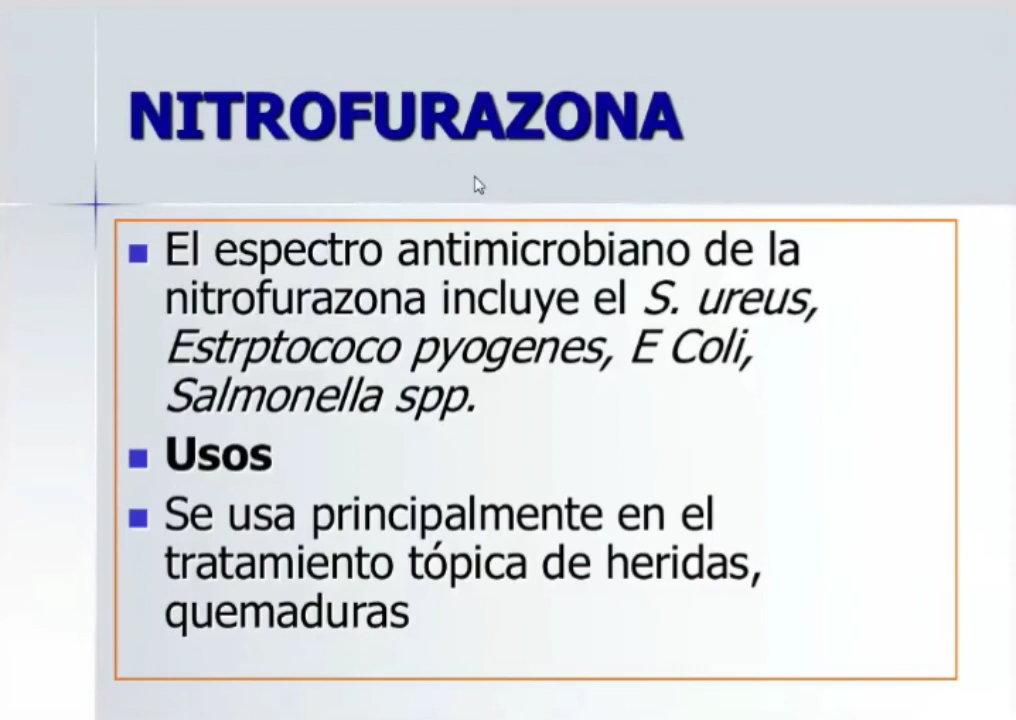 NITROFURAZONA
El espectro antimicrobiano de la
nitrofurazona incluye el S. ureus,
Estrptococo pyogenes, E Coli,
Salmonella spp.
Usos
Se usa principalmente en el
tratamiento tópica de heridas,
quemaduras